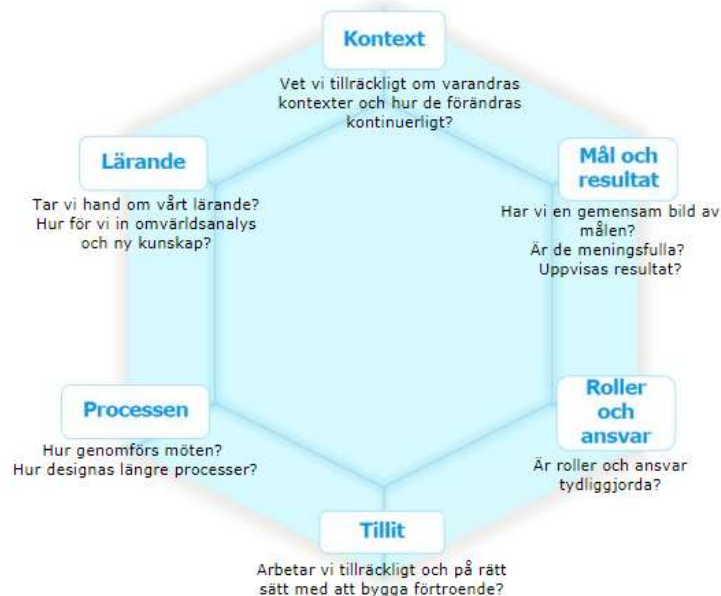 Kontext
Vet vi tillräckligt om varandras
kontexter och hur de förändras
kontinuerligt?
Mål och
resultat
Har vi en gemensam bild av
målen?
Är de meningsfulla?
Uppvisas resultat?
Roller
och
ansvar
Är roller och ansvar
tydliggjorda?
Tillit
Arbetar vi tillräckligt och på rätt
sätt med att bygga förtroende?
Processen
Hur genomförs möten?
Hur designas längre processer?
Lärande
Tar vi hand om vårt lärande?
Hur för vi in omvärldsanalys
och ny kunskap?